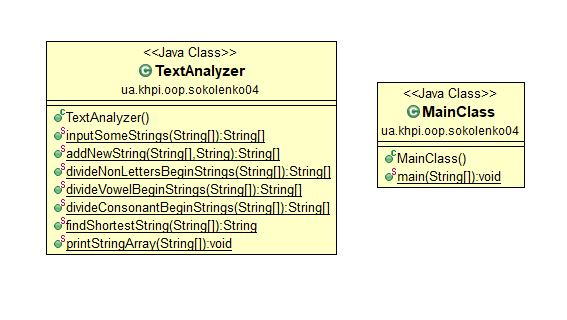 <<Java Class>>
TextAnalyzer
ua.khpi.oop.sokolenko04
TextAnalyzer()
inputSomeStrings(String[]):String[]
addNewString(String[],String):String[]
divideNonLettersBeginStrings(String[]):String[]
divideVowelBeginStrings(String[]):String[]
divideConsonantBeginStrings(String[]):String[]
findShortestString(String[]):String
printStringArray(String[]):void
<<Java Class>>
MainClass
ua.khpi.oop.sokolenko04
MainClass()
main(String[]):void